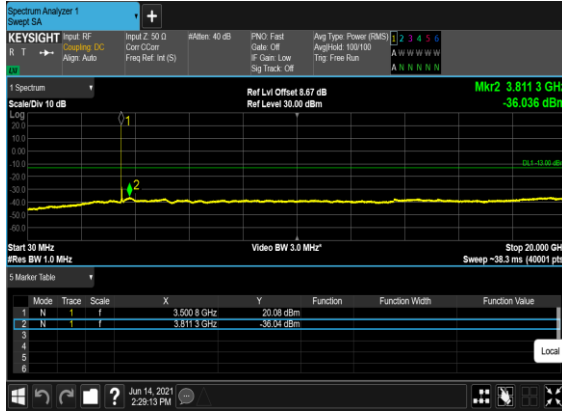 Spectrum Analyzer 1
Swept SA
+
KEYSIGHT Input: RF Input Z: 50 Ω #Atten: 40 dB PNO: Fast Avg Type: Power (RMS) 1 2 3 4 5 6
R T Coupling: DC Corr CCorr Gate: Off Avg|Hold: 100/100 A W W W W W
Align: Auto Freq Ref: Int (S) IF Gain: Low Trig: Free Run
Sig Track: Off A N N N N N
1 Spectrum Ref Lvl Offset 8.67 dB Mkr2 3.811 3 GHz
Scale/Div 10 dB Ref Level 30.00 dBm -36.036 dBm
Log
20.0
10.0
0.00
-10.0 DL1 -13.00 dBm
-20.0
-30.0
-40.0
-50.0
-60.0
1
2
Start 30 MHz Video BW 3.0 MHz* Stop 20.000 GH
#Res BW 1.0 MHz Sweep ~38.3 ms (40001 pts
5 Marker Table
Mode Trace Scale X Y Function Function Width Function Value
1 N 1 f 3.500 8 GHz 20.08 dBm
2 N 1 f 3.811 3 GHz -36.04 dBm
3
4
5
6
Local
? Jun 14, 2021
2:29:13 PM